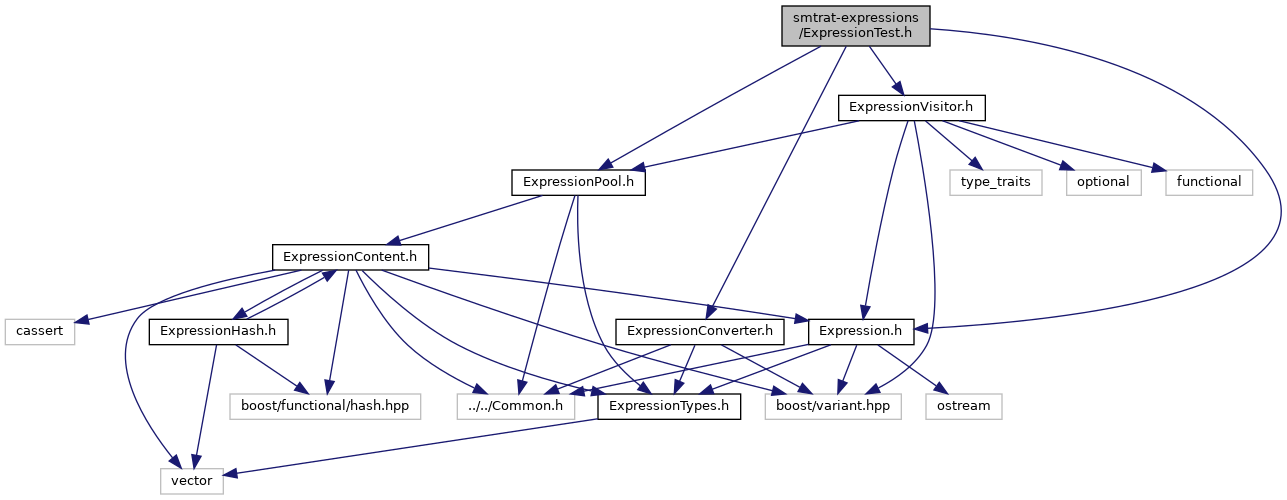 smtrat-expressions
/ExpressionTest.h
ExpressionVisitor.h
ExpressionPool.h
type_traits
optional
functional
ExpressionContent.h
cassert
ExpressionHash.h
ExpressionConverter.h
Expression.h
boost/functional/hash.hpp
../../Common.h
ExpressionTypes.h
boost/variant.hpp
ostream
vector